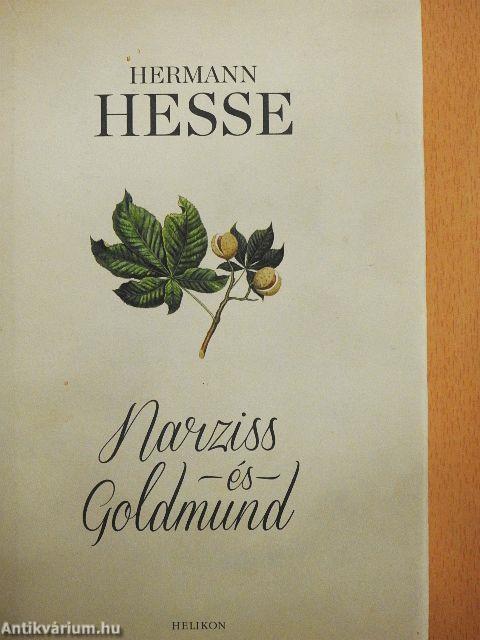 HERMANN
HESSE
Narziss
–és–
Goldmund
HELIKON
Antikvárium.hu